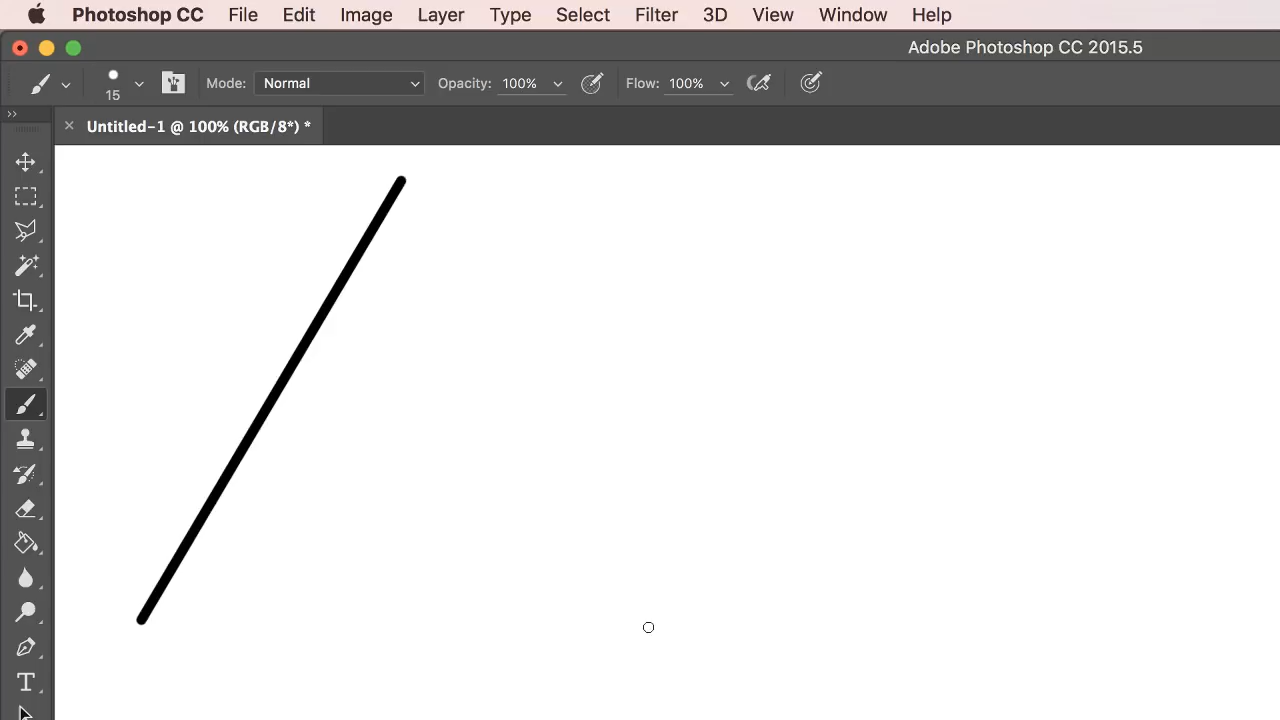 Photoshop CC File Edit Image Layer Type Select Filter 3D View Window Help
Adobe Photoshop CC 2015.5
15 Mode: Normal Opacity: 100% Flow: 100%
Untitled-1 @ 100% (RGB/8*) *
T